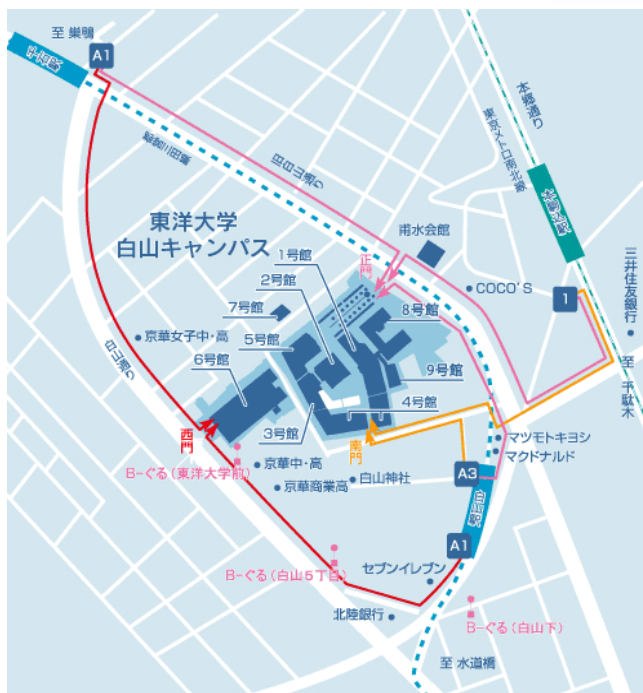 至 巣鴨
A1
千石駅
都営三田線
旧白山通り
本郷通り
東京メトロ南北線
本駒込駅
三井住友銀行
至 千駄木
東洋大学
白山キャンパス
甫水会館
正門
COCO'S
1
1号館
2号館
7号館
8号館
5号館
京華女子中・高
6号館
9号館
白山通り
4号館
3号館
西門
南門
マツモトキヨシ
マクドナルド
B-ぐる(東洋大学前)
京華中・高
白山神社
京華商業高
A3
白山駅
A1
B-ぐる(白山5丁目)
セブンイレブン
北陸銀行
B-ぐる(白山下)
至 水道橋